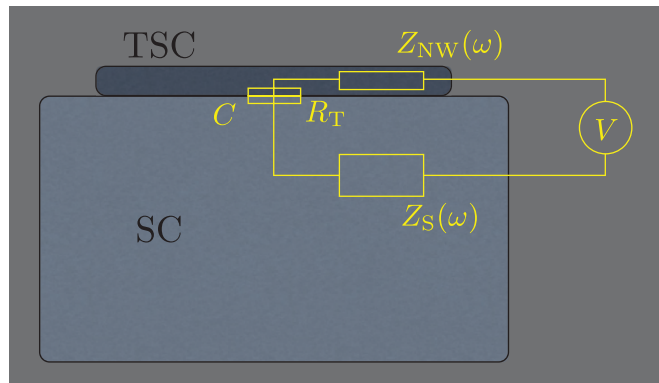 TSC
Z_NW(ω)
C
R_T
V
Z_S(ω)
SC